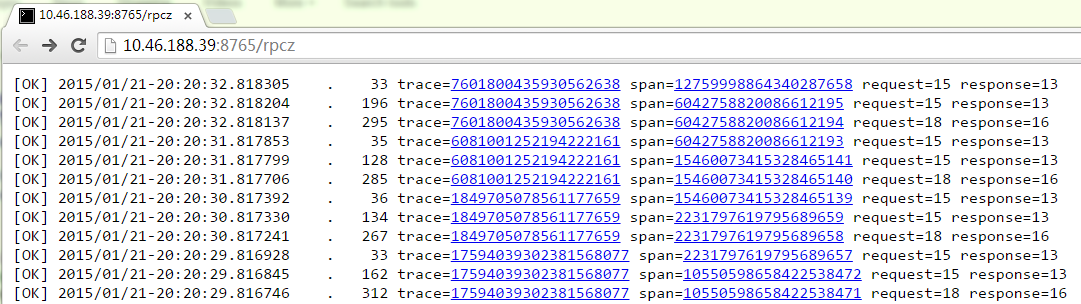 10.46.188.39:8765/rpcz
10.46.188.39:8765/rpcz
[OK] 2015/01/21-20:20:32.818305 . 33 trace=7601800435930562638 span=12759998864340287658 request=15 response=13
[OK] 2015/01/21-20:20:32.818204 . 196 trace=7601800435930562638 span=6042758820086612195 request=15 response=13
[OK] 2015/01/21-20:20:32.818137 . 295 trace=7601800435930562638 span=6042758820086612194 request=18 response=16
[OK] 2015/01/21-20:20:31.817853 . 35 trace=6081001252194222161 span=6042758820086612193 request=15 response=13
[OK] 2015/01/21-20:20:31.817799 . 128 trace=6081001252194222161 span=15460073415328465141 request=15 response=13
[OK] 2015/01/21-20:20:31.817706 . 285 trace=6081001252194222161 span=15460073415328465140 request=18 response=16
[OK] 2015/01/21-20:20:30.817392 . 36 trace=1849705078561177659 span=15460073415328465139 request=15 response=13
[OK] 2015/01/21-20:20:30.817330 . 134 trace=1849705078561177659 span=2231797619795689659 request=15 response=13
[OK] 2015/01/21-20:20:30.817241 . 267 trace=1849705078561177659 span=2231797619795689658 request=18 response=16
[OK] 2015/01/21-20:20:29.816928 . 33 trace=17594039302381568077 span=2231797619795689657 request=15 response=13
[OK] 2015/01/21-20:20:29.816845 . 162 trace=17594039302381568077 span=10550598658422538472 request=15 response=13
[OK] 2015/01/21-20:20:29.816746 . 312 trace=17594039302381568077 span=10550598658422538471 request=18 response=16